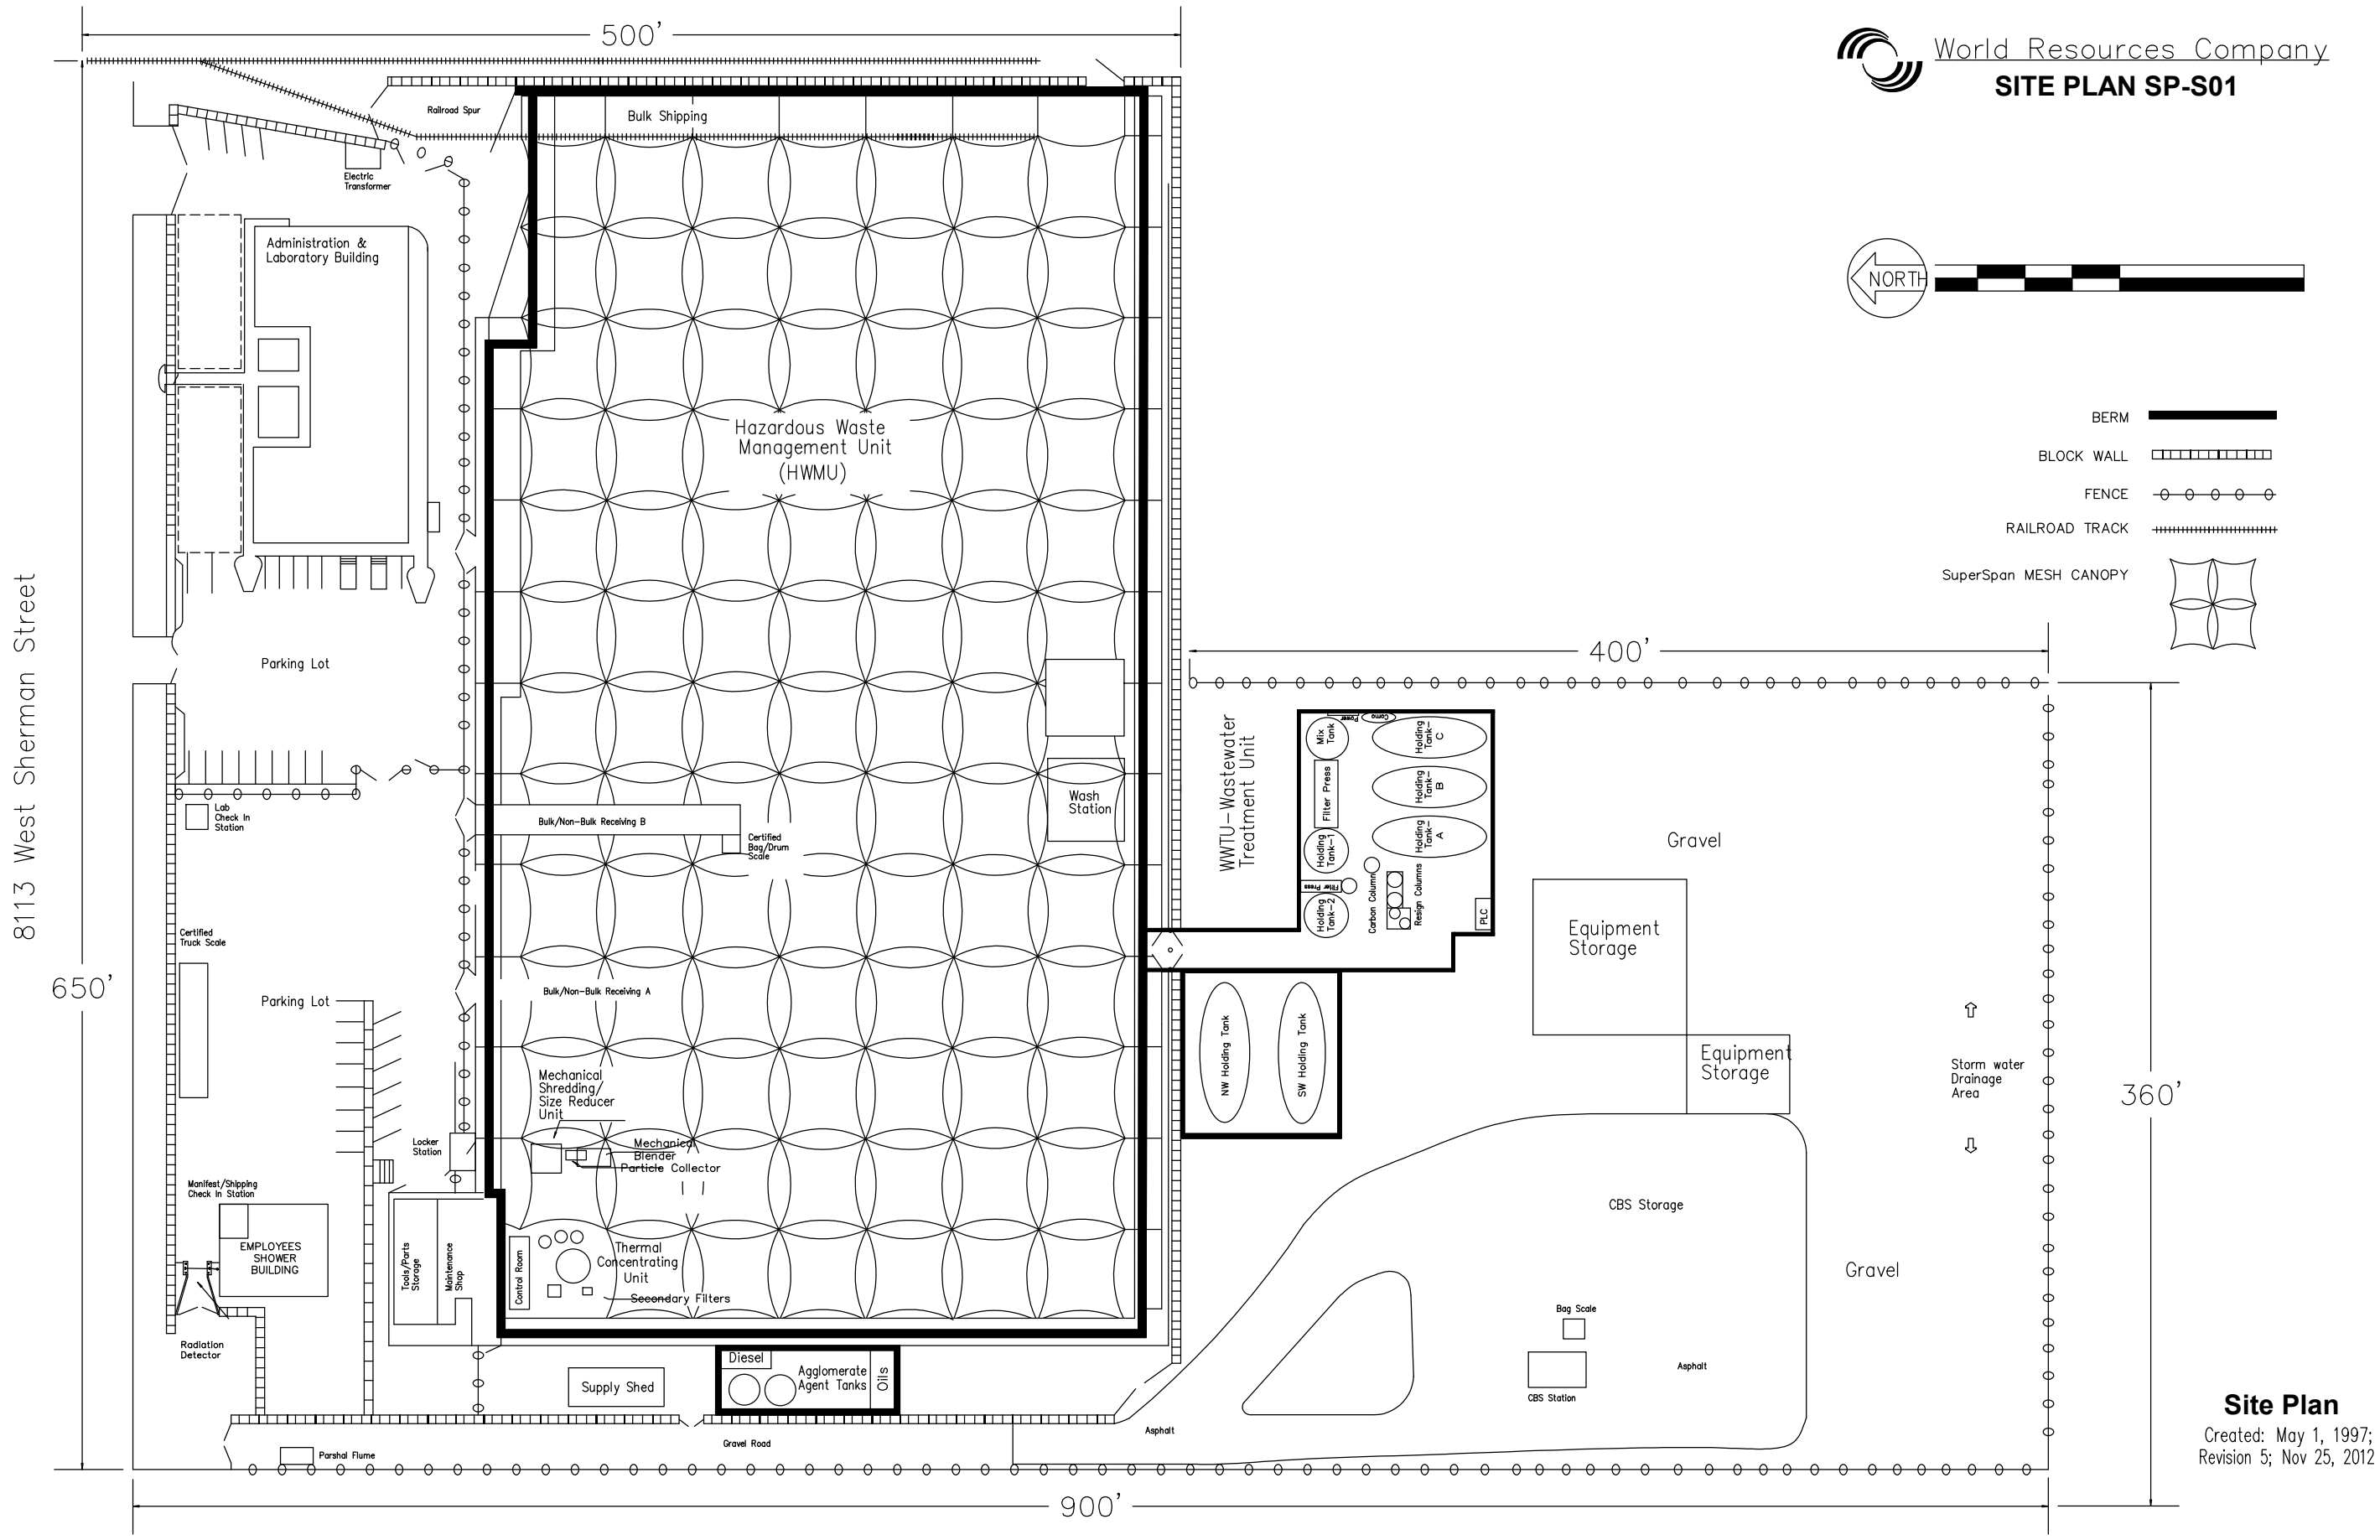 500'
World Resources Company
SITE PLAN SP-S01
Railroad Spur
Bulk Shipping
Electric
Transformer
Administration &
Laboratory Building
NORTH
Hazardous Waste
Management Unit
(HWMU)
BERM
BLOCK WALL
FENCE
RAILROAD TRACK
SuperSpan MESH CANOPY
8113 West Sherman Street
650'
400'
360'
900'
Parking Lot
Lab
Check In
Station
Bulk/Non-Bulk Receiving B
Certified
Bag/Drum
Scale
Wash
Station
WWTU-Wastewater
Treatment Unit
Mix
Tank
Power
Como
Holding
Tank-
C
Filter Press
Holding
Tank-
B
Holding
Tank-1
Holding
Tank-
A
Filter Press
Holding
Tank-2
Carbon Column
Resign Columns
PLC
Gravel
Equipment
Storage
Certified
Truck Scale
Parking Lot
Bulk/Non-Bulk Receiving A
NW Holding Tank
SW Holding Tank
Equipment
Storage
Storm water
Drainage
Area
Mechanical
Shredding/
Size Reducer
Unit
Mechanical
Blender
Particle Collector
Locker
Station
Manifest/Shipping
Check In Station
EMPLOYEES
SHOWER
BUILDING
Tools/Parts
Storage
Maintenance
Shop
Control Room
Thermal
Concentrating
Unit
Secondary Filters
CBS Storage
Gravel
Bag Scale
CBS Station
Asphalt
Radiation
Detector
Supply Shed
Diesel
Agglomerate
Agent Tanks
Oils
Asphalt
Gravel Road
Parshal Flume
Site Plan
Created: May 1, 1997;
Revision 5; Nov 25, 2012